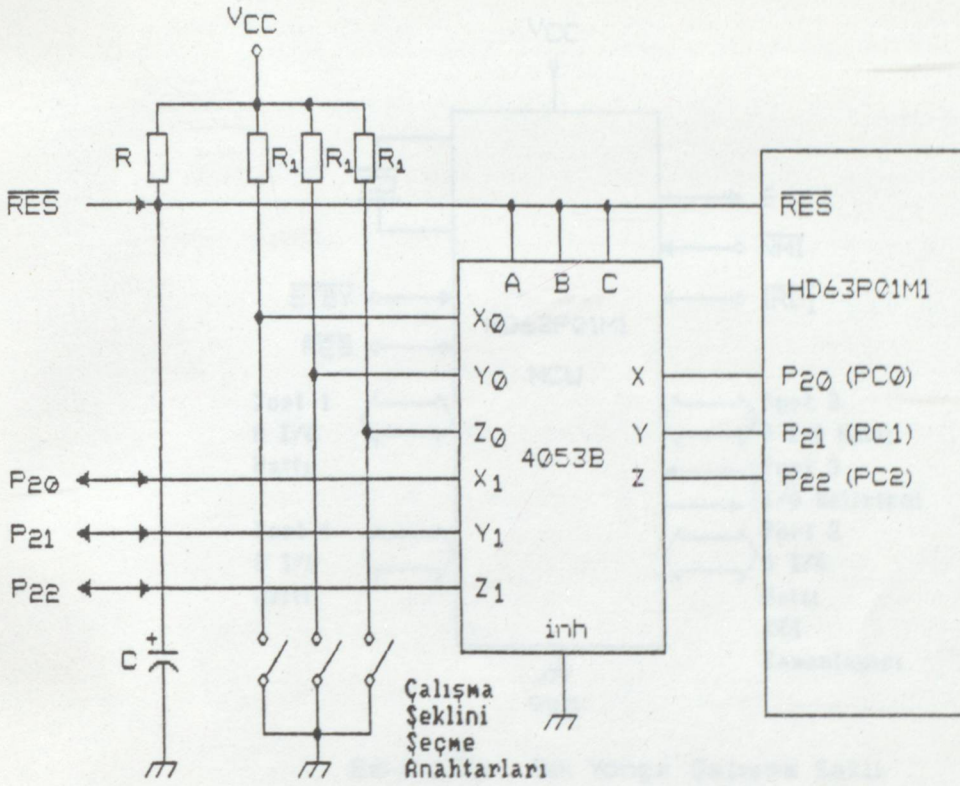 VCC
R R1 R1 R1
RES RES
A B C
HD63P01M1
X0
Y0 X P20 (PC0)
Z0 Y P21 (PC1)
4053B
P20 X1 Z P22 (PC2)
P21 Y1
P22 Z1
inh
+
C
Çalışma
Şeklini
Şeçme
Anahtarları